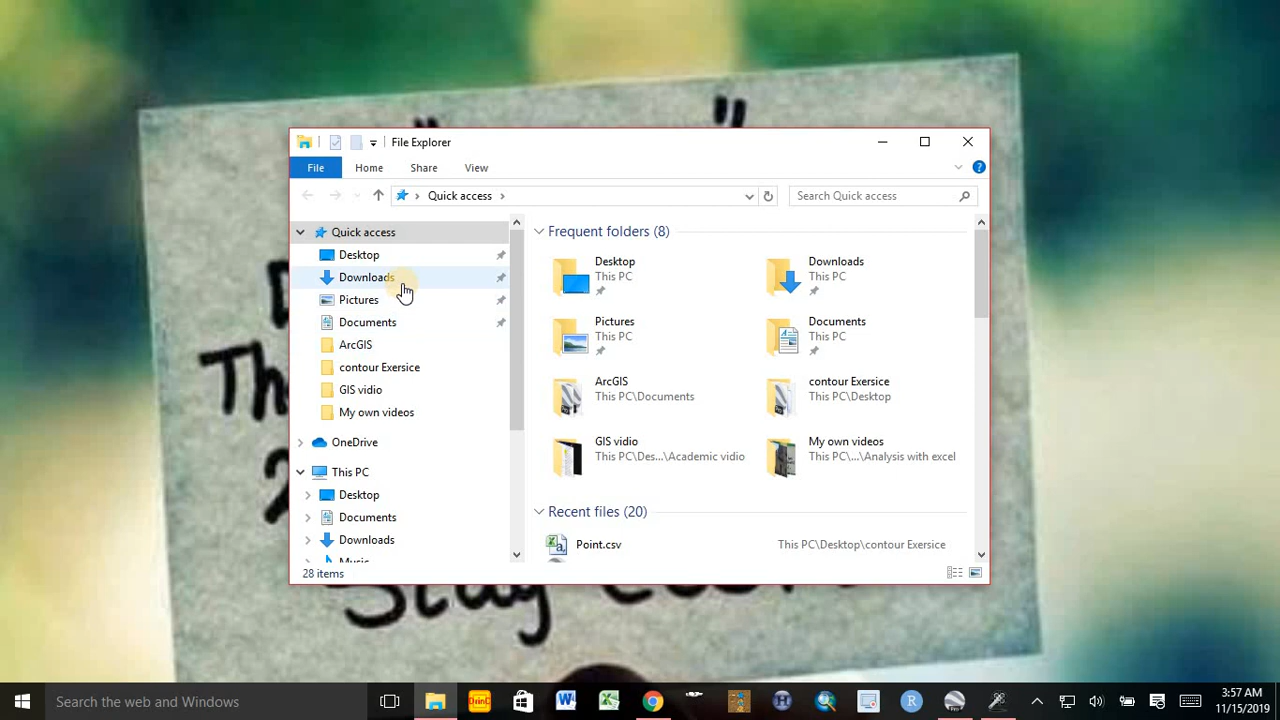 File Explorer
File Home Share View
Quick access
Search Quick access
Quick access
Desktop
Downloads
Pictures
Documents
ArcGIS
contour Exersice
GIS vidio
My own videos
OneDrive
This PC
Desktop
Documents
Downloads
Frequent folders (8)
Desktop
This PC
Downloads
This PC
Pictures
This PC
Documents
This PC
ArcGIS
This PC\Documents
contour Exersice
This PC\Desktop
GIS vidio
This PC\Des...\Academic vidio
My own videos
This PC\...\Analysis with excel
Recent files (20)
Point.csv This PC\Desktop\contour Exersice
28 items
Search the web and Windows
3:57 AM
11/15/2019